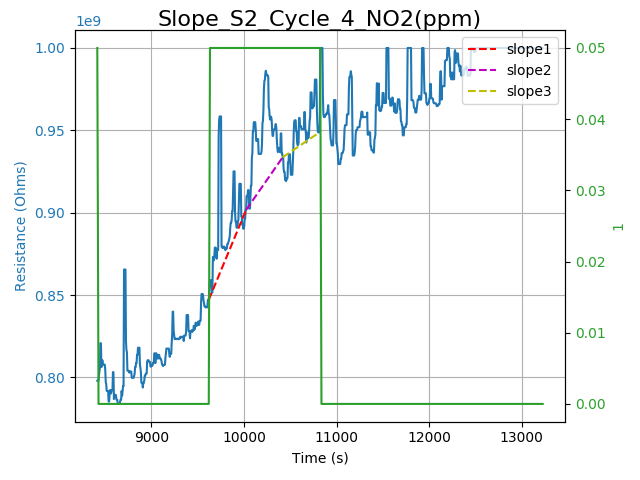 Slope_S2_Cycle_4_NO2(ppm)
1e9
1.00
0.95
0.90
0.85
0.80
Resistance (Ohms)
9000
10000
11000
12000
13000
Time (s)
0.05
0.04
0.03
0.02
0.01
0.00
1
slope1
slope2
slope3